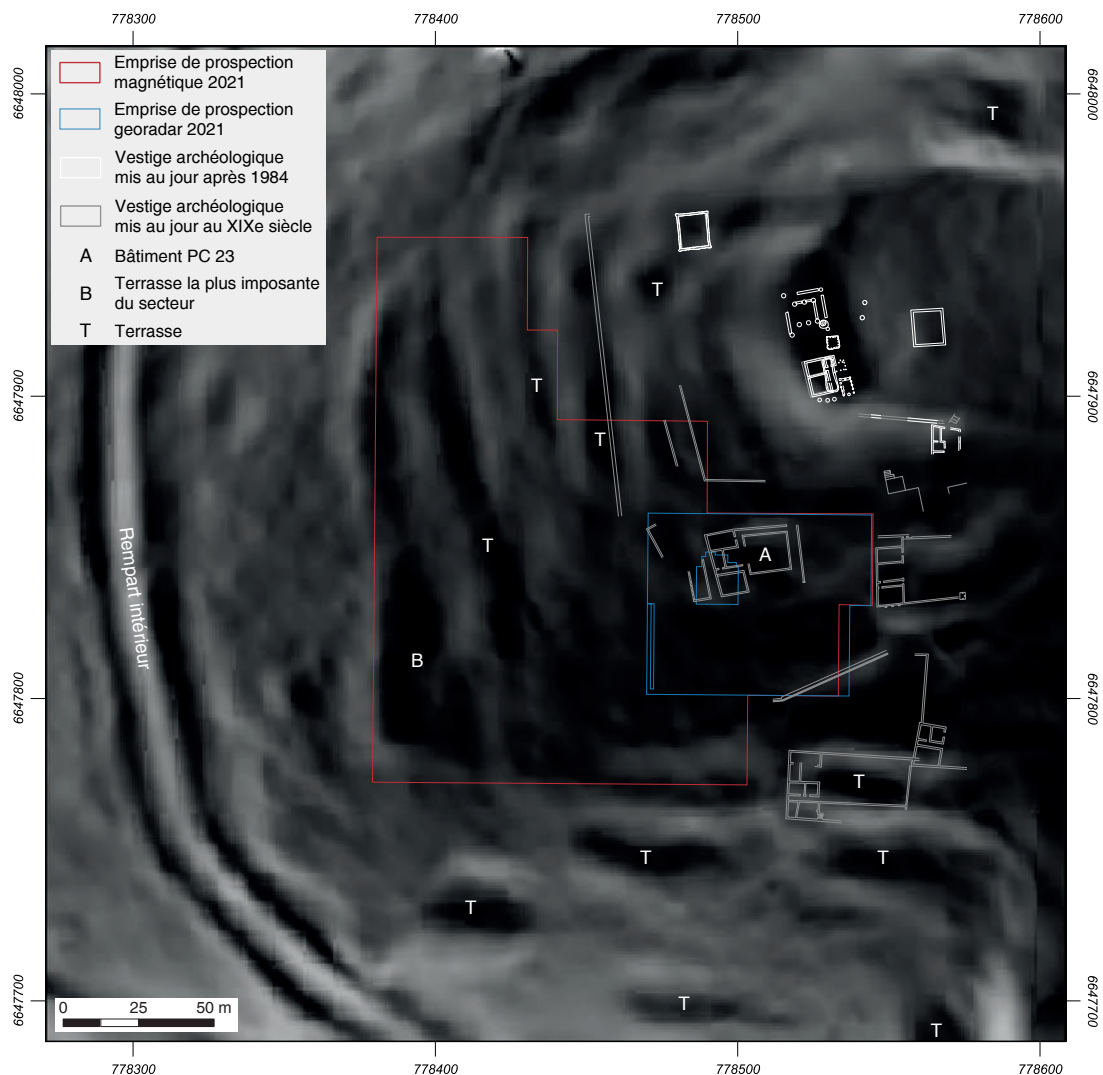 778300
778400
778500
778600
Emprise de prospection
magnétique 2021
Emprise de prospection
georadar 2021
Vestige archéologique
mis au jour après 1984
Vestige archéologique
mis au jour au XIXe siècle
A Bâtiment PC 23
B Terrasse la plus imposante
du secteur
T Terrasse
6648000
6648000
T
T
T
6647900
6647900
T
T
A
Rempart intérieur
B
6647800
6647800
T
T
T
T
T
6647700
6647700
T
0 25 50 m
778300
778400
778500
778600